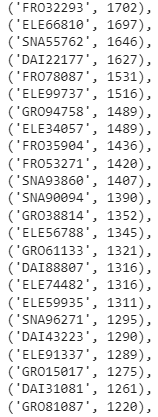 ('FRO32293', 1702),
('ELE66810', 1697),
('SNA55762', 1646),
('DAI22177', 1627),
('FRO78087', 1531),
('ELE99737', 1516),
('GRO94758', 1489),
('ELE34057', 1489),
('FRO35904', 1436),
('FRO53271', 1420),
('SNA93860', 1407),
('SNA90094', 1390),
('GRO38814', 1352),
('ELE56788', 1345),
('GRO61133', 1321),
('DAI88807', 1316),
('ELE74482', 1316),
('ELE59935', 1311),
('SNA96271', 1295),
('DAI43223', 1290),
('ELE91337', 1289),
('GRO15017', 1275),
('DAI31081', 1261),
('GRO81087', 1220),